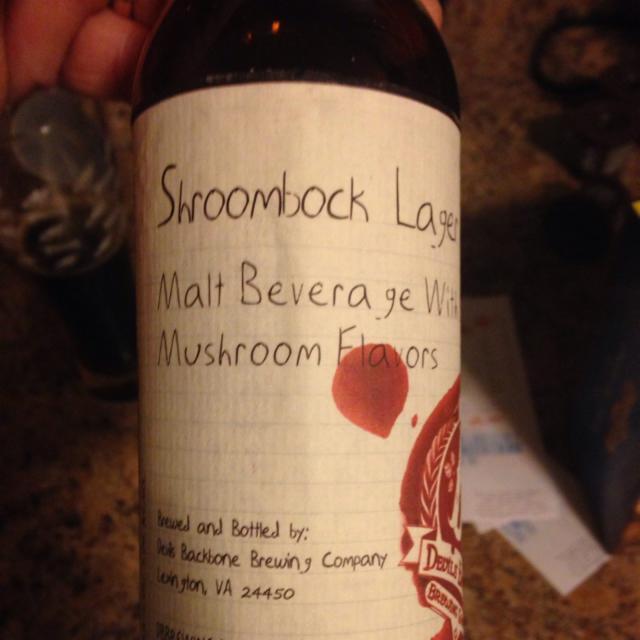 Shroombock Lager
Malt Beverage With
Mushroom Flavors
Brewed and Bottled by:
Devils Backbone Brewing Company
Lexington, VA 24450